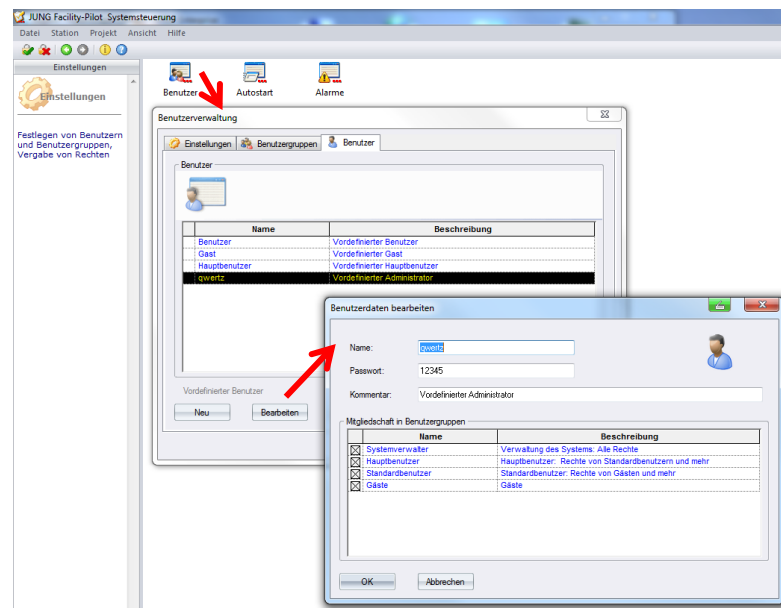 JUNG Facility-Pilot Systemsteuerung
Datei Station Projekt Ansicht Hilfe
Einstellungen
Einstellungen
Festlegen von Benutzern
und Benutzergruppen,
Vergabe von Rechten
Benutzer Autostart Alarme
Benutzerverwaltung
Einstellungen Benutzergruppen Benutzer
Benutzer
Name Beschreibung
Benutzer Vordefinierter Benutzer
Gast Vordefinierter Gast
Hauptbenutzer Vordefinierter Hauptbenutzer
qwertz Vordefinierter Administrator
Vordefinierter Benutzer
Neu Bearbeiten
Benutzerdaten bearbeiten
Name: qwertz
Passwort: 12345
Kommentar: Vordefinierter Administrator
Mitgliedschaft in Benutzergruppen
Name Beschreibung
Systemverwalter Verwaltung des Systems: Alle Rechte
Hauptbenutzer Hauptbenutzer: Rechte von Standardbenutzern und mehr
Standardbenutzer Standardbenutzer: Rechte von Gästen und mehr
Gäste Gäste
OK Abbrechen